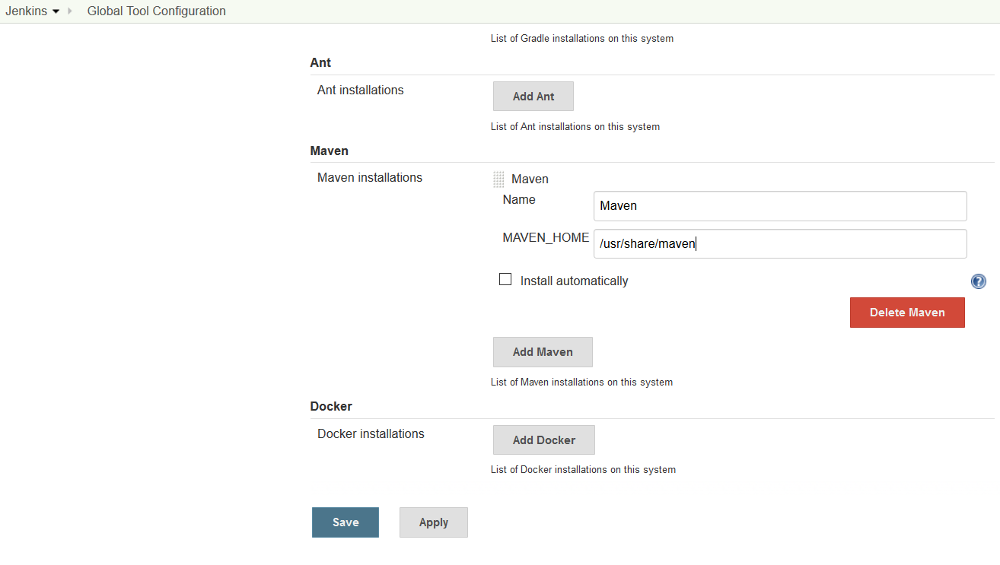 Jenkins Global Tool Configuration
List of Gradle installations on this system
Ant
Ant installations
Add Ant
List of Ant installations on this system
Maven
Maven installations
Maven
Name
Maven
MAVEN_HOME
/usr/share/maven
Install automatically
?
Delete Maven
Add Maven
List of Maven installations on this system
Docker
Docker installations
Add Docker
List of Docker installations on this system
Save Apply